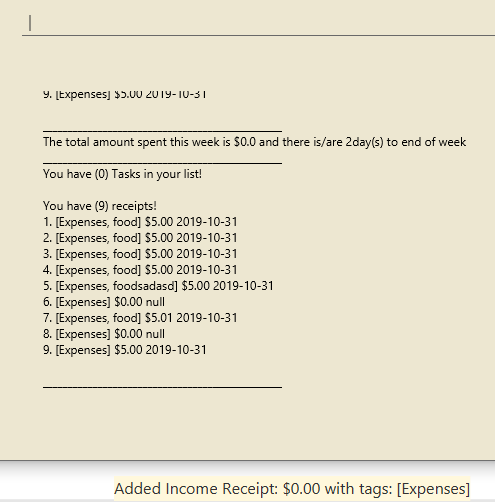 9. [Expenses] $5.00 2019-10-31
The total amount spent this week is $0.0 and there is/are 2day(s) to end of week
You have (0) Tasks in your list!
You have (9) receipts!
1. [Expenses, food] $5.00 2019-10-31
2. [Expenses, food] $5.00 2019-10-31
3. [Expenses, food] $5.00 2019-10-31
4. [Expenses, food] $5.00 2019-10-31
5. [Expenses, foodsadasd] $5.00 2019-10-31
6. [Expenses] $0.00 null
7. [Expenses, food] $5.01 2019-10-31
8. [Expenses] $0.00 null
9. [Expenses] $5.00 2019-10-31
Added Income Receipt: $0.00 with tags: [Expenses]